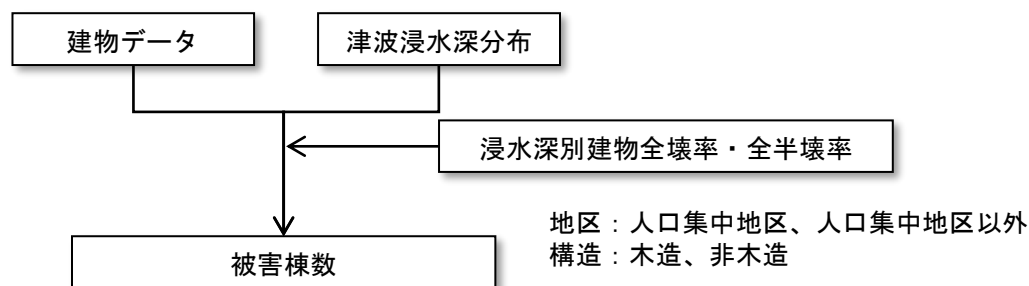 建物データ
津波浸水深分布
浸水深別建物全壊率・全半壊率
地区：人口集中地区、人口集中地区以外
構造：木造、非木造
被害棟数